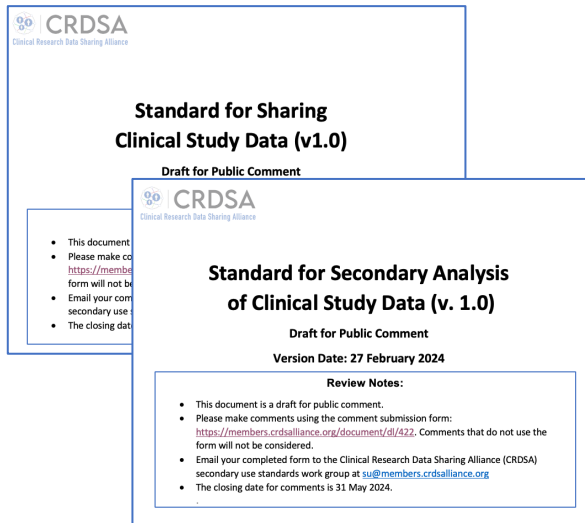 CRDSA
Clinical Research Data Sharing Alliance
Standard for Sharing
Clinical Study Data (v1.0)
Draft for Public Comment
• This document
• Please make co
https://membe
form will not be
• Email your com
secondary use s
• The closing dat
CRDSA
Clinical Research Data Sharing Alliance
Standard for Secondary Analysis
of Clinical Study Data (v. 1.0)
Draft for Public Comment
Version Date: 27 February 2024
Review Notes:
• This document is a draft for public comment.
• Please make comments using the comment submission form:
https://members.crdsalliance.org/document/dl/422. Comments that do not use the
form will not be considered.
• Email your completed form to the Clinical Research Data Sharing Alliance (CRDSA)
secondary use standards work group at su@members.crdsalliance.org
• The closing date for comments is 31 May 2024.
.